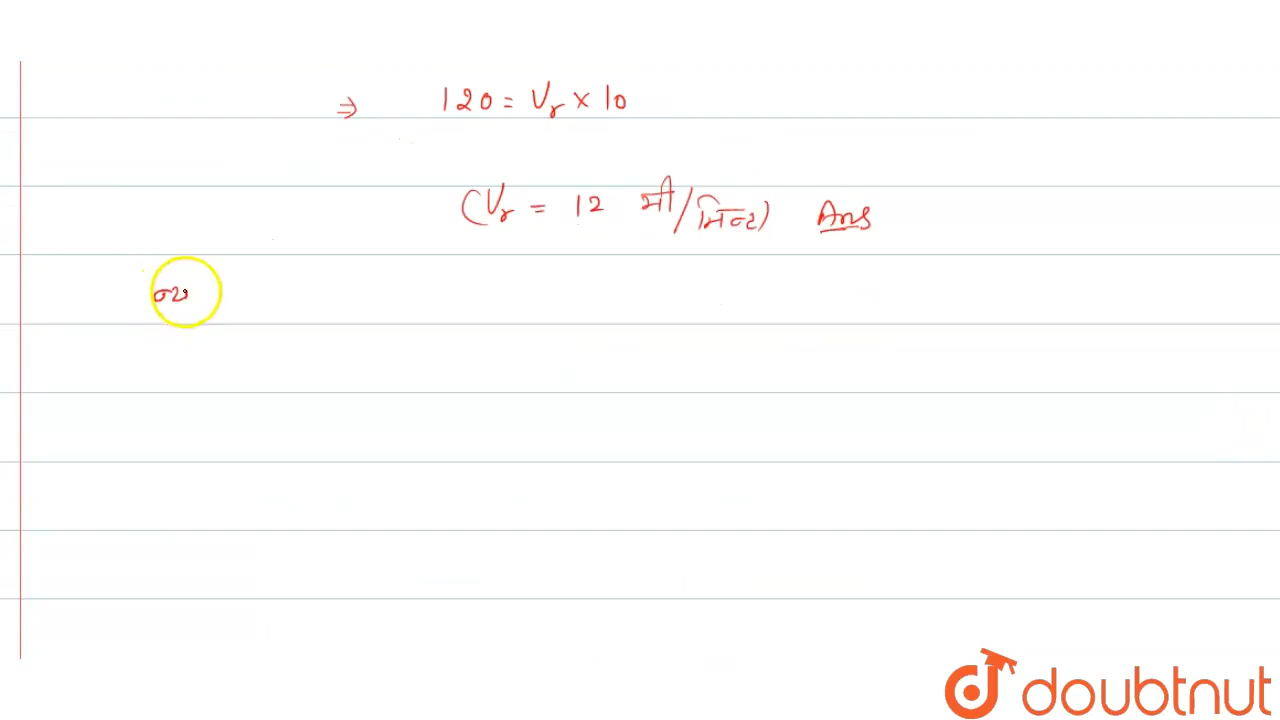 ⇒ 120 = Vr × 10
(Vr = 12 मी/मिनट) Ans
doubtnut